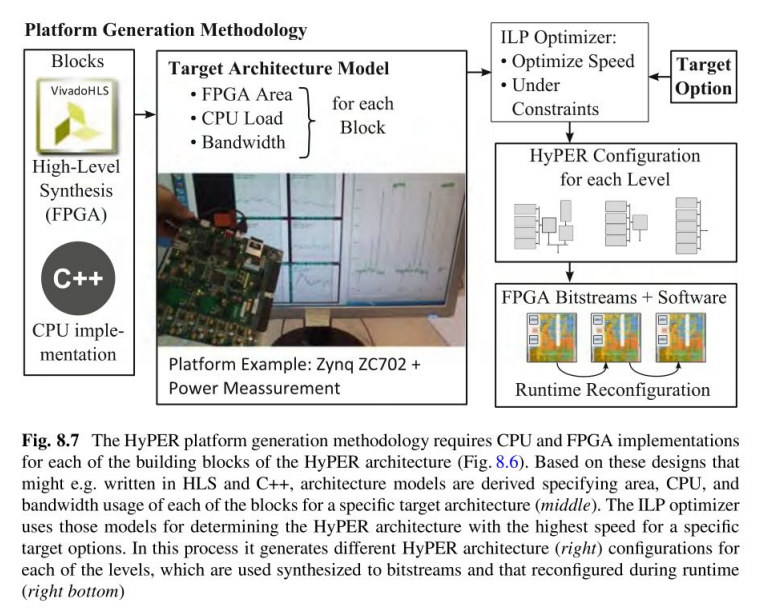 Platform Generation Methodology
Blocks
VivadoHLS
High-Level
Synthesis
(FPGA)
C++
CPU imple-
mentation
Target Architecture Model
• FPGA Area
• CPU Load
• Bandwidth
for each
Block
Platform Example: Zynq ZC702 +
Power Meassurement
ILP Optimizer:
• Optimize Speed
• Under
Constraints
Target
Option
HyPER Configuration
for each Level
FPGA Bitstreams + Software
Runtime Reconfiguration
Fig. 8.7 The HyPER platform generation methodology requires CPU and FPGA implementations
for each of the building blocks of the HyPER architecture (Fig. 8.6). Based on these designs that
might e.g. written in HLS and C++, architecture models are derived specifying area, CPU, and
bandwidth usage of each of the blocks for a specific target architecture (middle). The ILP optimizer
uses those models for determining the HyPER architecture with the highest speed for a specific
target options. In this process it generates different HyPER architecture (right) configurations for
each of the levels, which are used synthesized to bitstreams and that reconfigured during runtime
(right bottom)